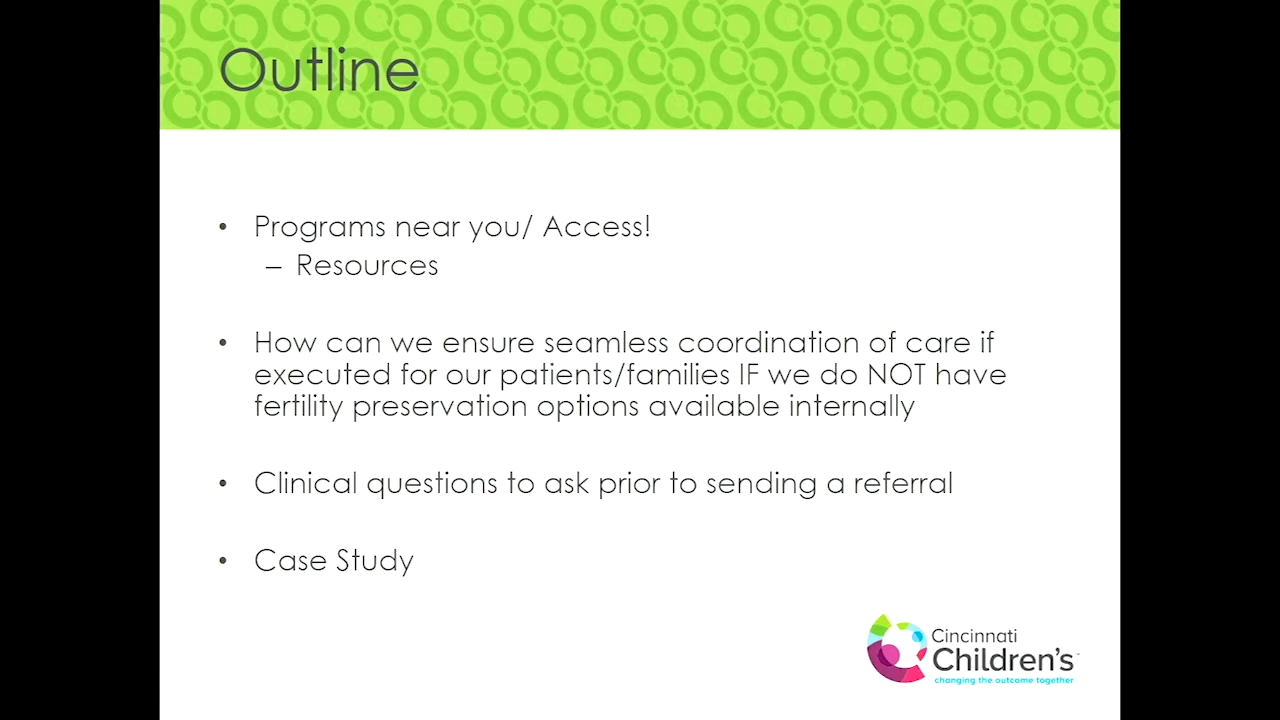 Outline
• Programs near you/ Access!
– Resources
• How can we ensure seamless coordination of care if
executed for our patients/families IF we do NOT have
fertility preservation options available internally
• Clinical questions to ask prior to sending a referral
• Case Study
Cincinnati
Children's™
changing the outcome together